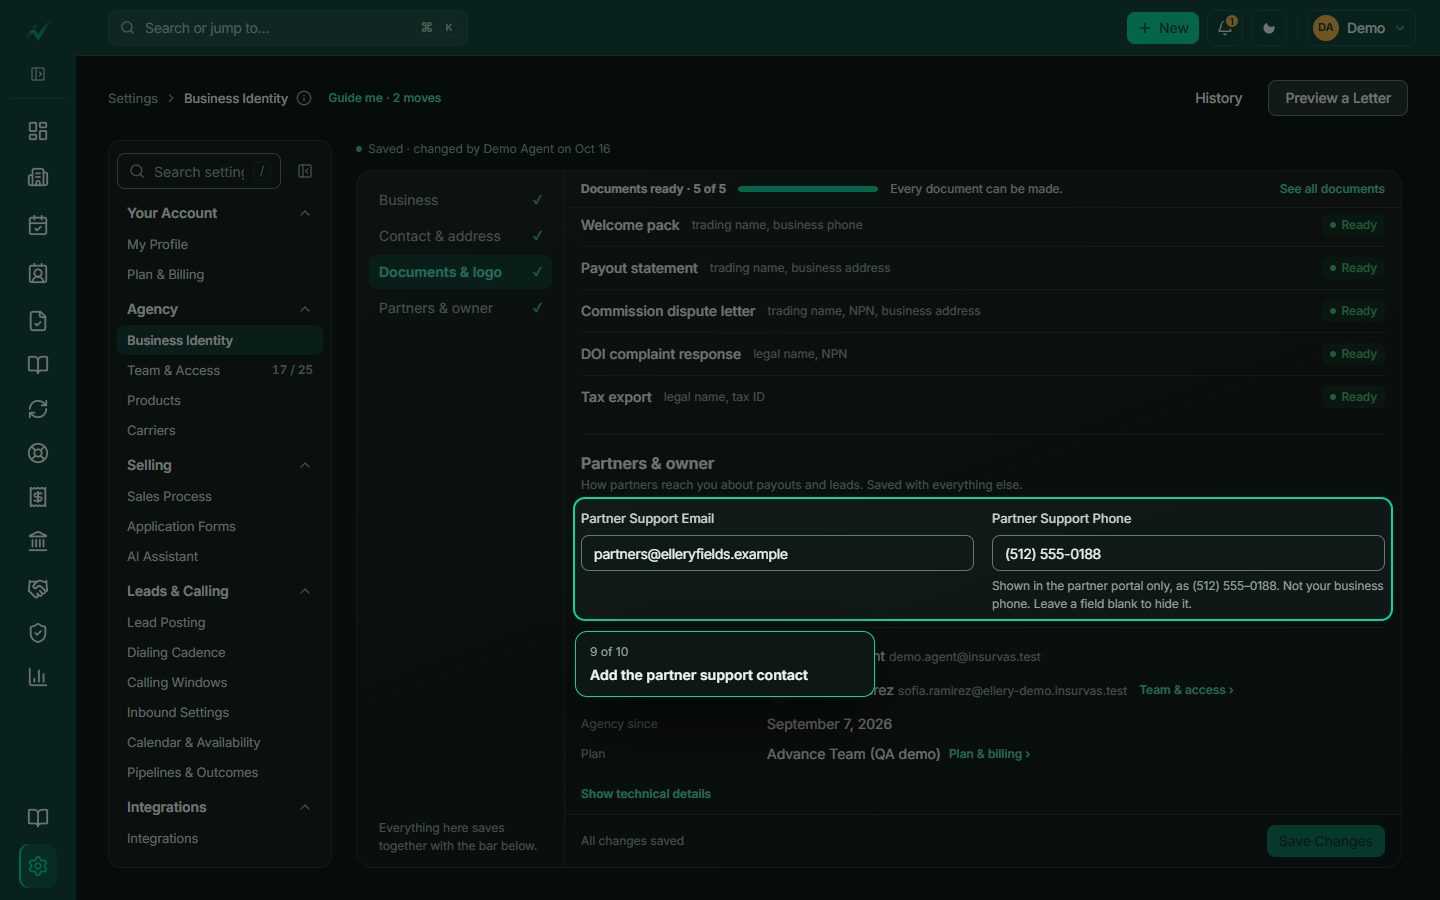 Search or jump to...
⌘ K
+ New
1
DA
Demo
Settings > Business Identity
Guide me · 2 moves
History
Preview a Letter
Search setting
/
Your Account
My Profile
Plan & Billing
Agency
Business Identity
Team & Access 17 / 25
Products
Carriers
Selling
Sales Process
Application Forms
AI Assistant
Leads & Calling
Lead Posting
Dialing Cadence
Calling Windows
Inbound Settings
Calendar & Availability
Pipelines & Outcomes
Integrations
Integrations
Saved · changed by Demo Agent on Oct 16
Business ✓
Contact & address ✓
Documents & logo ✓
Partners & owner ✓
Everything here saves
together with the bar below.
Documents ready · 5 of 5
Every document can be made.
See all documents
Welcome pack trading name, business phone Ready
Payout statement trading name, business address Ready
Commission dispute letter trading name, NPN, business address Ready
DOI complaint response legal name, NPN Ready
Tax export legal name, tax ID Ready
Partners & owner
How partners reach you about payouts and leads. Saved with everything else.
Partner Support Email
partners@elleryfields.example
Partner Support Phone
(512) 555-0188
Shown in the partner portal only, as (512) 555–0188. Not your business
phone. Leave a field blank to hide it.
9 of 10
Add the partner support contact
nt demo.agent@insurvas.test
rez sofia.ramirez@ellery-demo.insurvas.test Team & access ›
Agency since September 7, 2026
Plan Advance Team (QA demo) Plan & billing ›
Show technical details
All changes saved
Save Changes